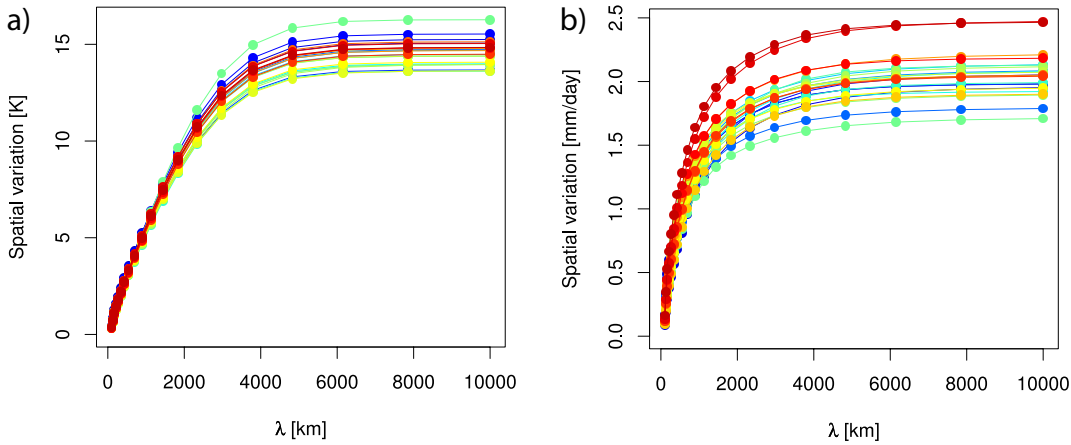 a)
Spatial variation [K]
15
10
5
0
0 2000 4000 6000 8000 10000
λ [km]
b)
Spatial variation [mm/day]
2.5
2.0
1.5
1.0
0.5
0.0
0 2000 4000 6000 8000 10000
λ [km]